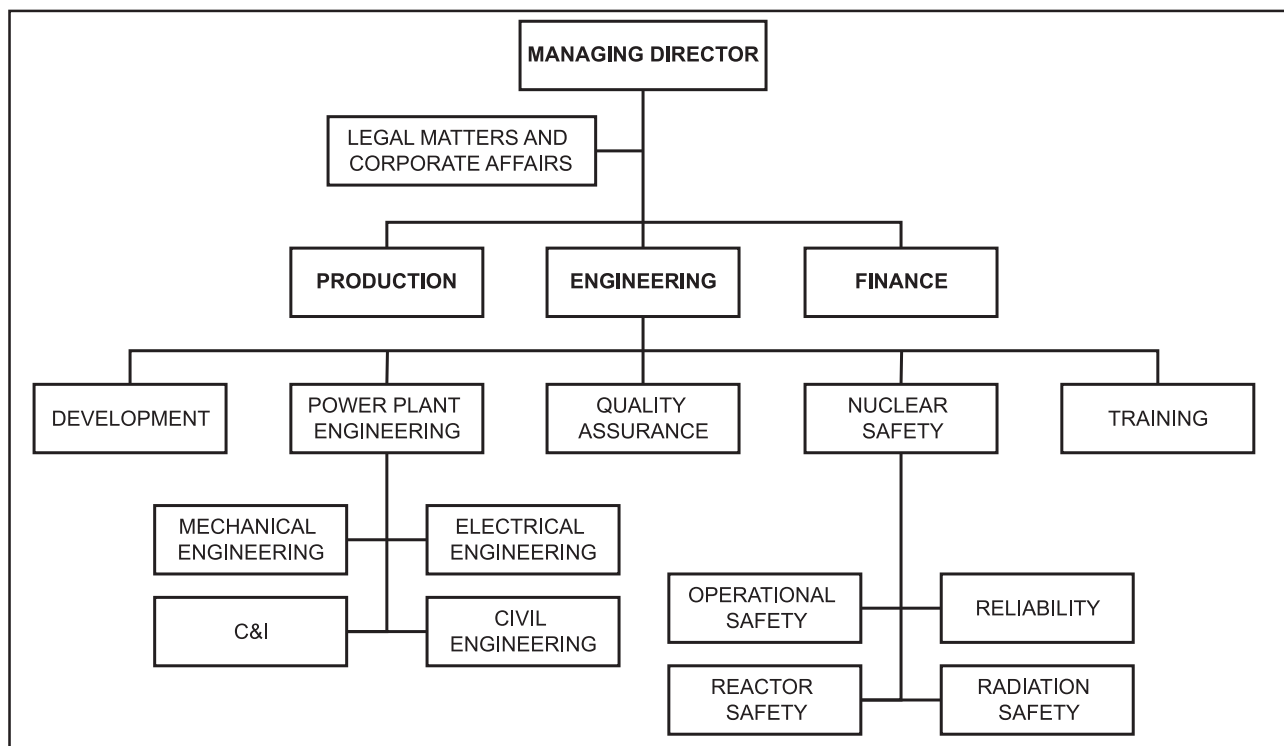 MANAGING DIRECTOR
LEGAL MATTERS AND
CORPORATE AFFAIRS
PRODUCTION
ENGINEERING
FINANCE
DEVELOPMENT
POWER PLANT
ENGINEERING
QUALITY
ASSURANCE
NUCLEAR
SAFETY
TRAINING
MECHANICAL
ENGINEERING
ELECTRICAL
ENGINEERING
C&I
CIVIL
ENGINEERING
OPERATIONAL
SAFETY
RELIABILITY
REACTOR
SAFETY
RADIATION
SAFETY